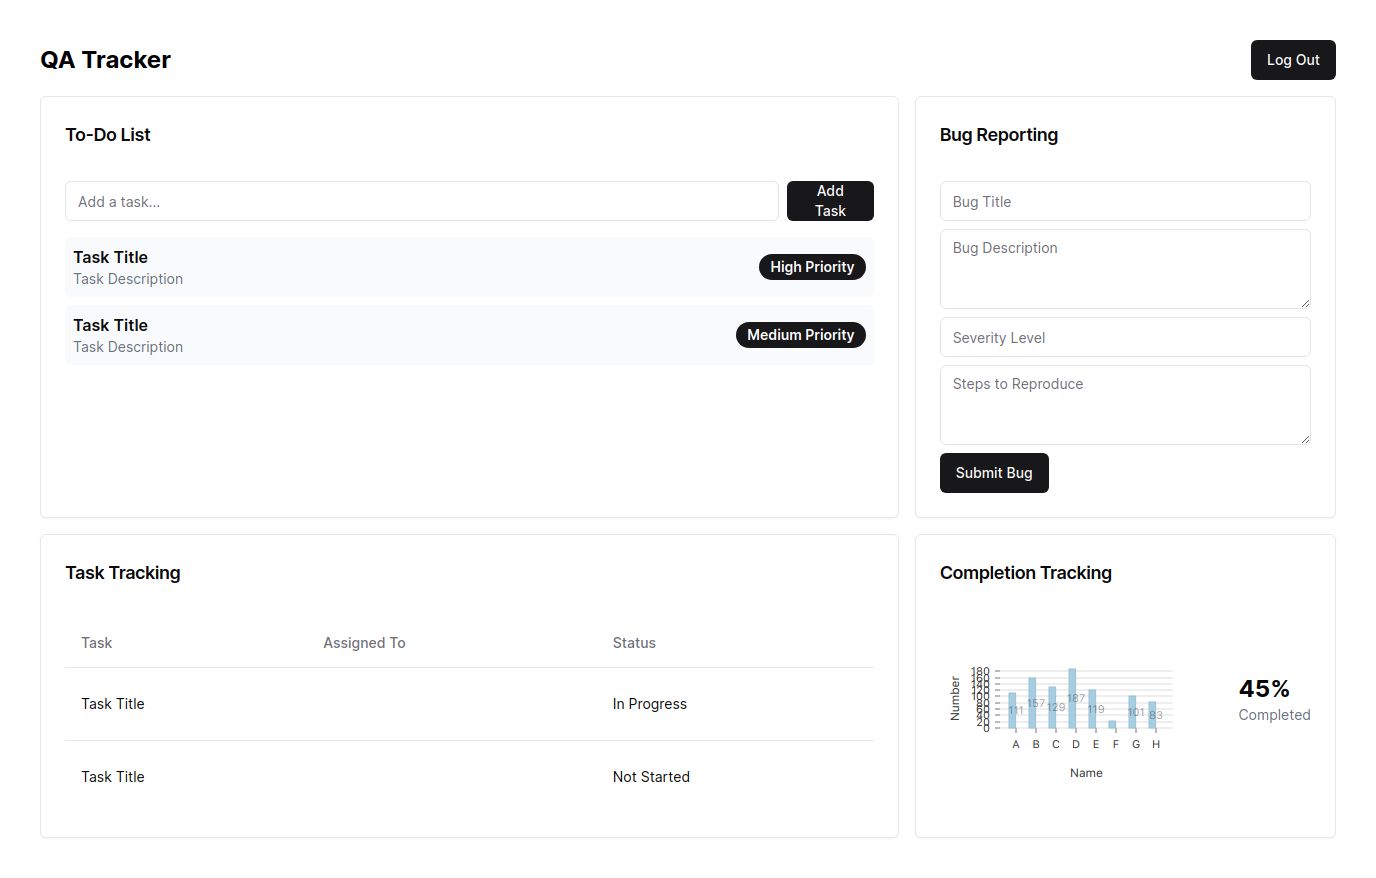 QA Tracker
Log Out
To-Do List
Add a task...
Add
Task
Task Title
Task Description
High Priority
Task Title
Task Description
Medium Priority
Bug Reporting
Bug Title
Bug Description
Severity Level
Steps to Reproduce
Submit Bug
Task Tracking
Task Assigned To Status
Task Title In Progress
Task Title Not Started
Completion Tracking
Number
180
160
140
120
100
80
60
40
20
0
111 157 129 187 119 101 83
A B C D E F G H
Name
45%
Completed